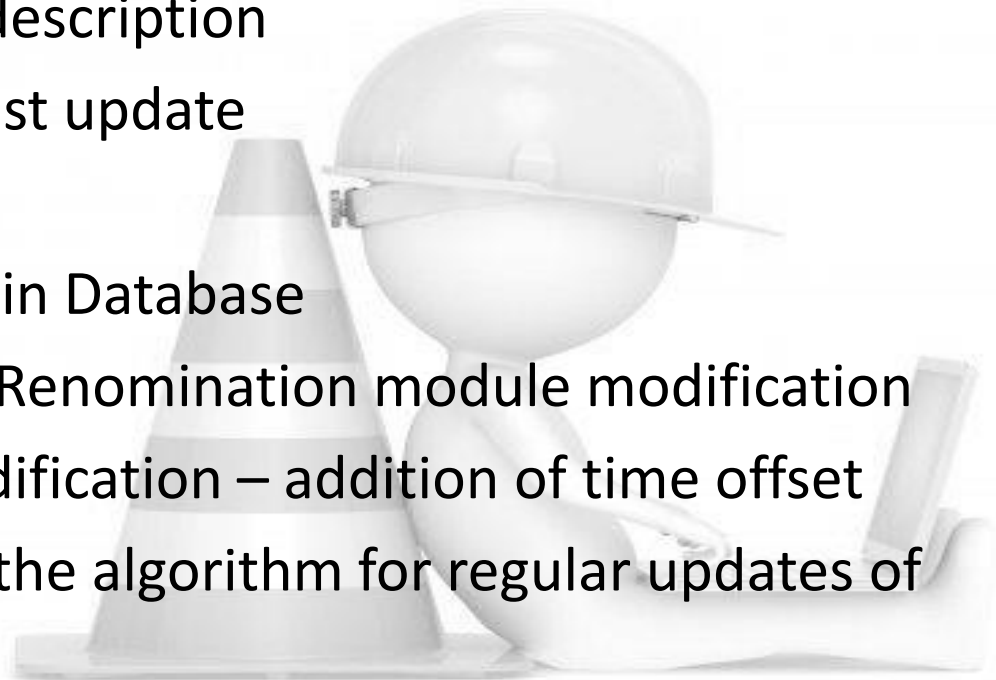 description
st update
in Database
Renomination module modification
dification – addition of time offset
the algorithm for regular updates of